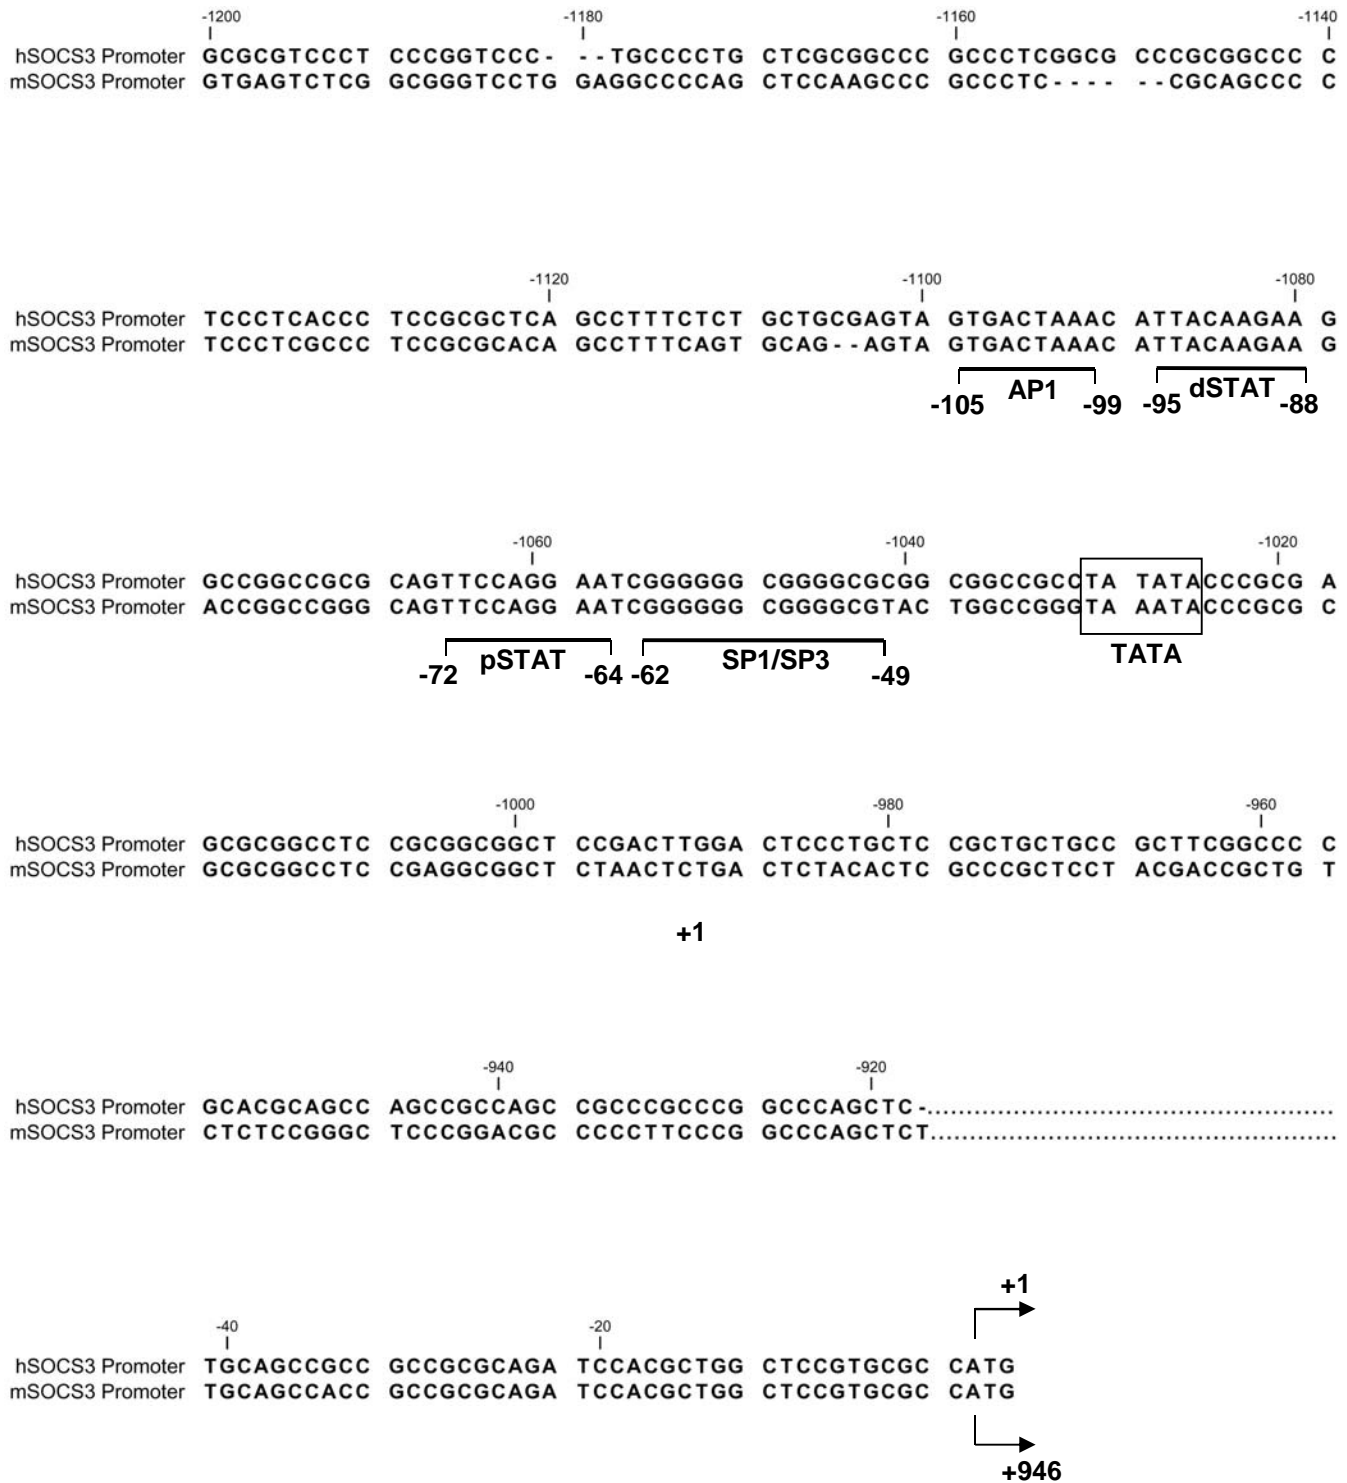 -1200 -1180 -1160 -1140
hSOCS3 Promoter GCGCGTCCCT CCCGGTCCC- --TGCCCCTG CTCGCGGCCC GCCCTCGGCG CCCGCGGCCC C
mSOCS3 Promoter GTGAGTCTCG GCGGGTCCTG GAGGCCCCAG CTCCAAGCCC GCCCTC---- --CGCAGCCC C
-1120 -1100 -1080
hSOCS3 Promoter TCCCTCACCC TCCGCGCTCA GCCTTTCTCT GCTGCGAGTA GTGACTAAAC ATTACAAGAA G
mSOCS3 Promoter TCCCTCGCCC TCCGCGCACA GCCTTTCAGT GCAG--AGTA GTGACTAAAC ATTACAAGAA G
-105 AP1 -99 -95 dSTAT -88
-1060 -1040 -1020
hSOCS3 Promoter GCCGGCCGCG CAGTTCCAGG AATCGGGGGG CGGGGCGCGG CGGCCGCCTA TATACCCGCG A
mSOCS3 Promoter ACCGGCCGGG CAGTTCCAGG AATCGGGGGG CGGGGCGTAC TGGCCGGGTA AATACCCGCG C
-72 pSTAT -64 -62 SP1/SP3 -49 TATA
-1000 -980 -960
hSOCS3 Promoter GCGCGGCCTC CGCGGCGGCT CCGACTTGGA CTCCCTGCTC CGCTGCTGCC GCTTCGGCCC C
mSOCS3 Promoter GCGCGGCCTC CGAGGCGGCT CTAACTCTGA CTCTACACTC GCCCGCTCCT ACGACCGCTG T
+1
-940 -920
hSOCS3 Promoter GCACGCAGCC AGCCGCCAGC CGCCCGCCCG GCCCAGCTC-....................................................
mSOCS3 Promoter CTCTCCGGGC TCCCGGACGC CCCCTTCCCG GCCCAGCTCT....................................................
+1
-40 -20
hSOCS3 Promoter TGCAGCCGCC GCCGCGCAGA TCCACGCTGG CTCCGTGCGC CATG
mSOCS3 Promoter TGCAGCCACC GCCGCGCAGA TCCACGCTGG CTCCGTGCGC CATG
+946